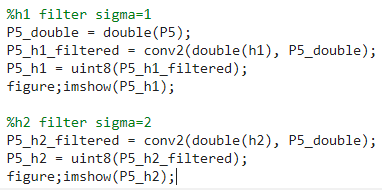 %h1 filter sigma=1
P5_double = double(P5);
P5_h1_filtered = conv2(double(h1), P5_double);
P5_h1 = uint8(P5_h1_filtered);
figure;imshow(P5_h1);
%h2 filter sigma=2
P5_h2_filtered = conv2(double(h2), P5_double);
P5_h2 = uint8(P5_h2_filtered);
figure;imshow(P5_h2);